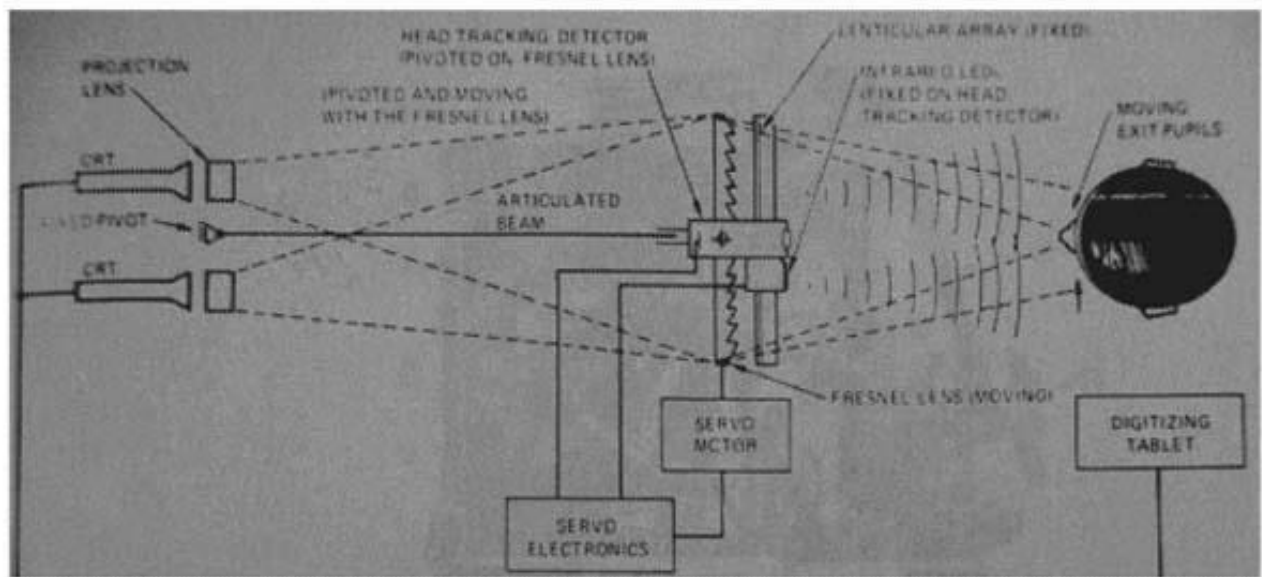 HEAD TRACKING DETECTOR
(PIVOTED ON FRESNEL LENS)
LENTICULAR ARRAY (FIXED)
PROJECTION
LENS
(PIVOTED AND MOVING
WITH THE FRESNEL LENS)
INFRARED LED
(FIXED ON HEAD
TRACKING DETECTOR)
MOVING
EXIT PUPILS
CRT
ARTICULATED
BEAM
PIVOT
CRT
FRESNEL LENS (MOVING)
SERVO
MOTOR
DIGITIZING
TABLET
SERVO
ELECTRONICS